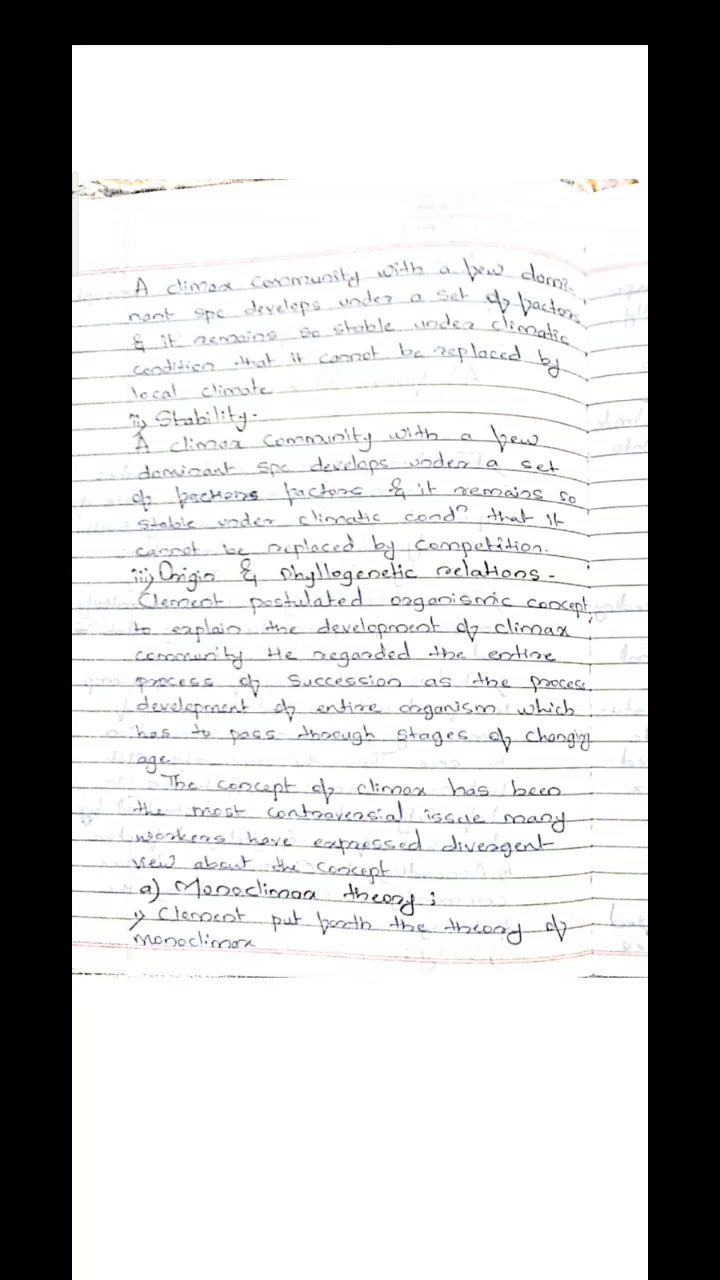 A climax community with a few domi-
nant spc develops under a set of factors
& it remains so stable under climatic
condition that it cannot be replaced by
local climate
ii) Stability-
A climax community with a few
dominant spc develops under a set
of factors factors & it remains so
stable under climatic condn that it
cannot be replaced by competition.
iii) Origin & Phyllogenetic relations-
Clement postulated organismic concept,
to explain the development of climax
community. He regarded the entire
process of succession as the process
development of entire organism which
has to pass through stages of changing
age.
The concept of climax has been
the most contraversial issue many
workers have expressed divergent
view about the concept
a) Monoclimax theory:
i) Clement put forth the theory of
monoclimax